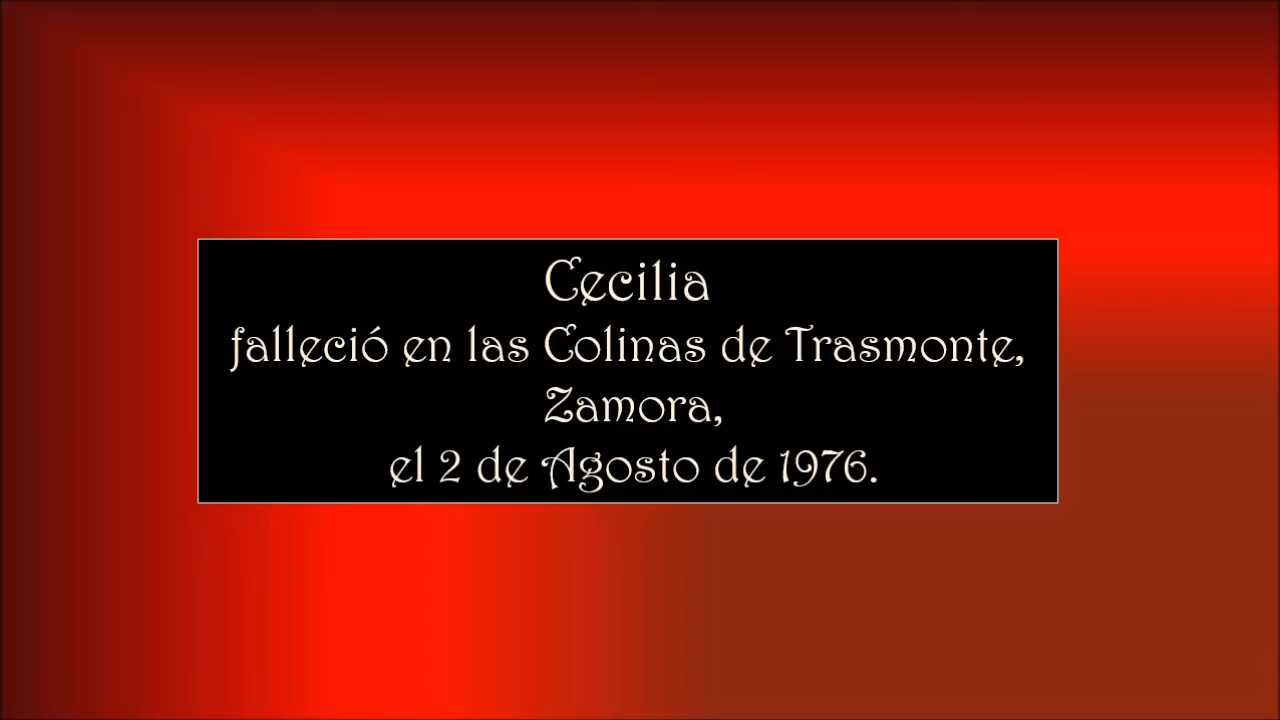 Cecilia
falleció en las Colinas de Trasmonte,
Zamora,
el 2 de Agosto de 1976.